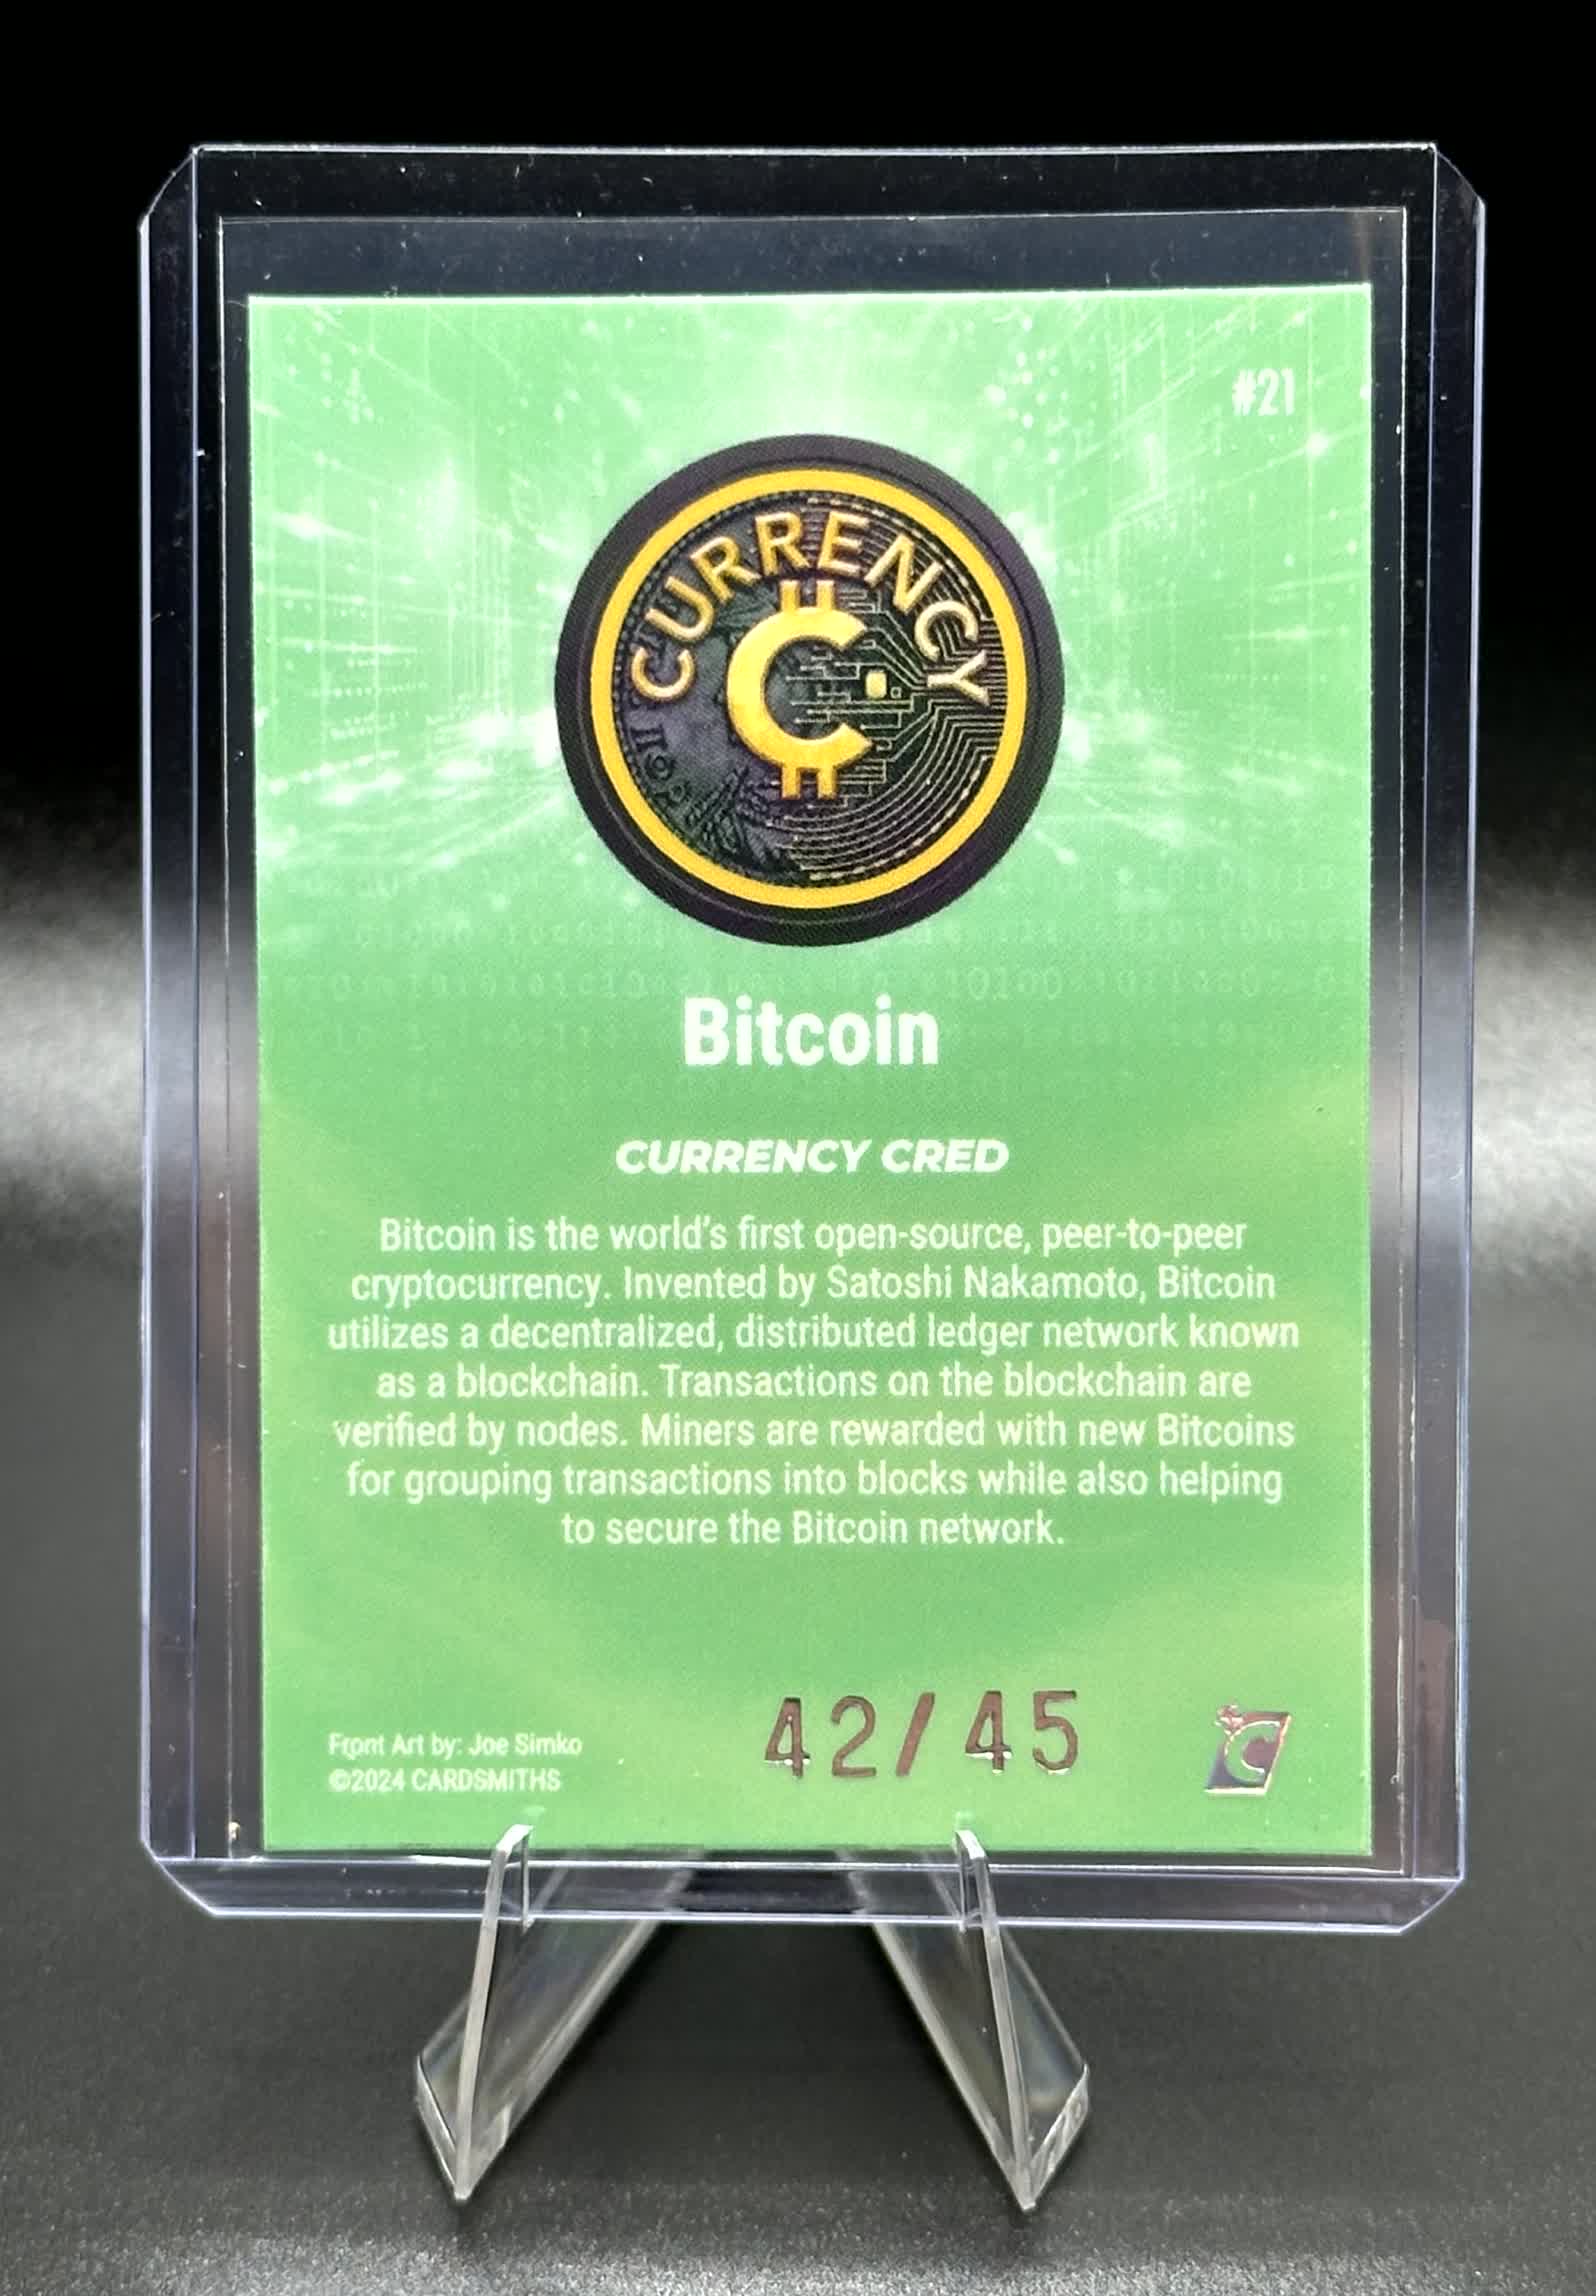 #21
CURRENCY
Bitcoin
CURRENCY CRED
Bitcoin is the world's first open-source, peer-to-peer
cryptocurrency. Invented by Satoshi Nakamoto, Bitcoin
utilizes a decentralized, distributed ledger network known
as a blockchain. Transactions on the blockchain are
verified by nodes. Miners are rewarded with new Bitcoins
for grouping transactions into blocks while also helping
to secure the Bitcoin network.
Front Art by: Joe Simko
©2024 CARDSMITHS
42/45
C